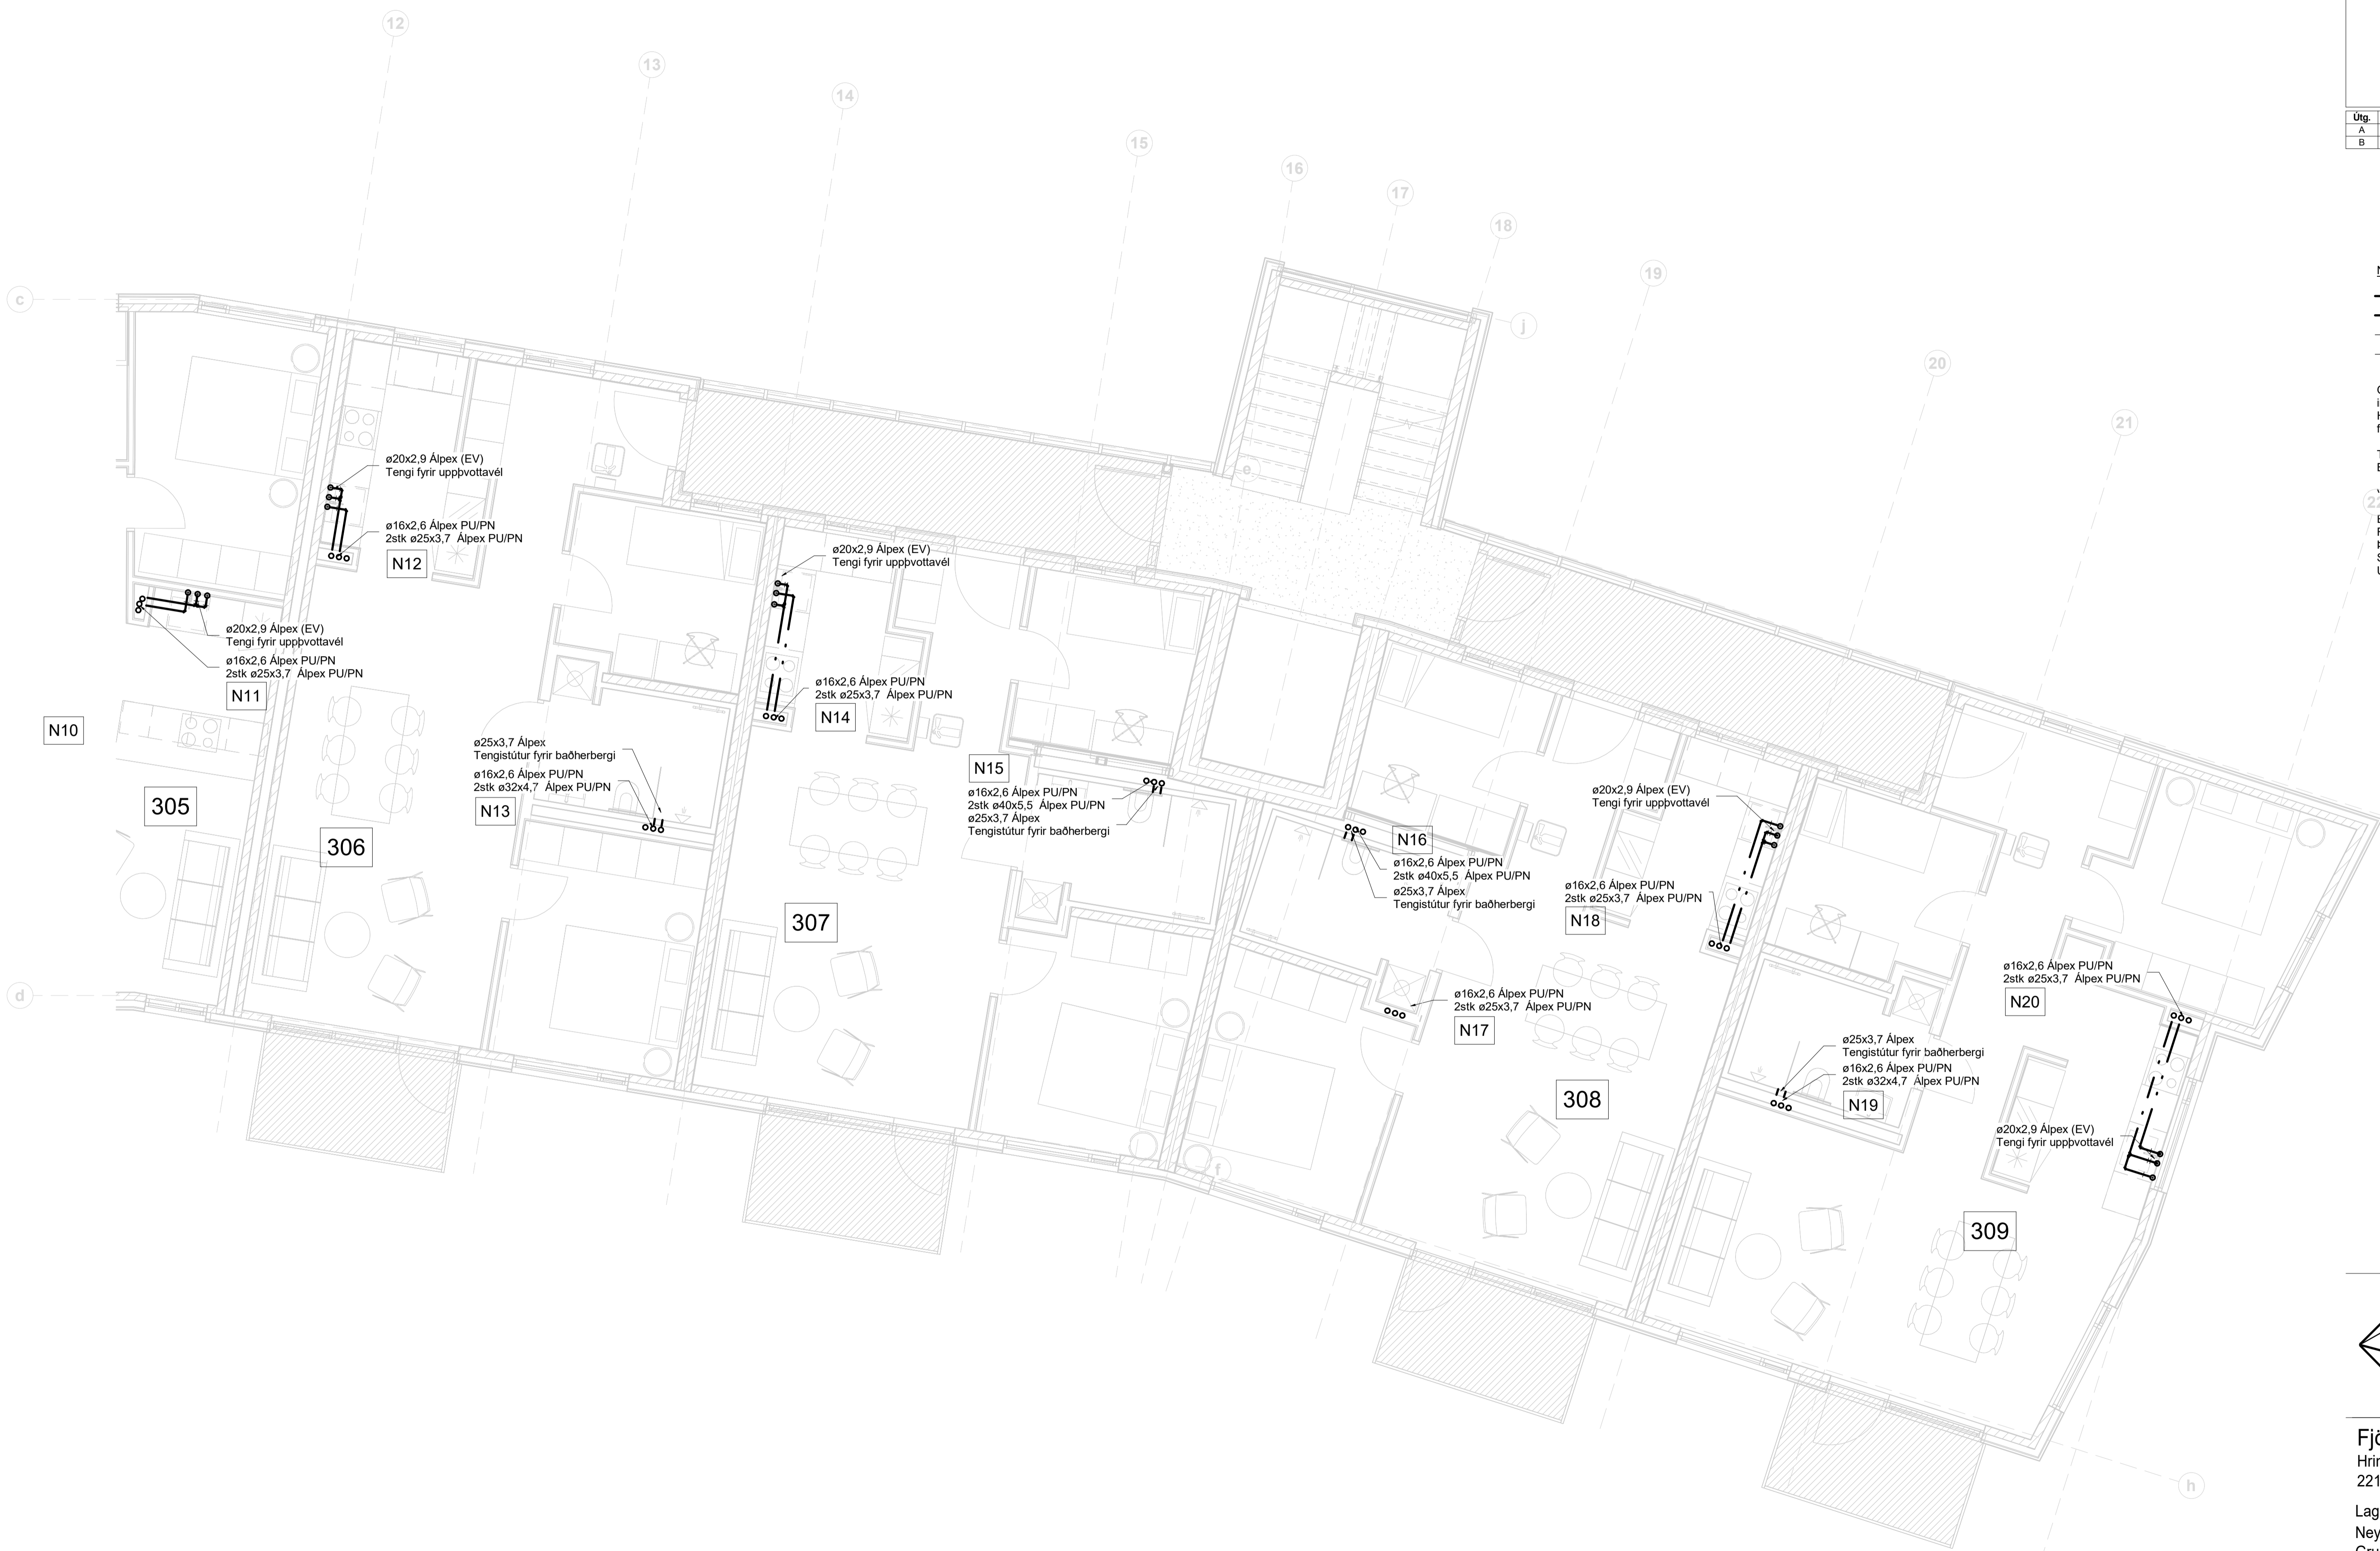 12
13
14
15
16
17
18
19
20
21
22
c
j
e
d
f
h
Útg.
A
B
ø20x2,9 Álpex (EV)
Tengi fyrir uppþvottavél
ø16x2,6 Álpex PU/PN
2stk ø25x3,7 Álpex PU/PN
N12
ø20x2,9 Álpex (EV)
Tengi fyrir uppþvottavél
ø16x2,6 Álpex PU/PN
2stk ø25x3,7 Álpex PU/PN
N11
N10
305
306
ø20x2,9 Álpex (EV)
Tengi fyrir uppþvottavél
ø16x2,6 Álpex PU/PN
2stk ø25x3,7 Álpex PU/PN
N14
ø25x3,7 Álpex
Tengistútur fyrir baðherbergi
ø16x2,6 Álpex PU/PN
2stk ø32x4,7 Álpex PU/PN
N13
307
N15
ø16x2,6 Álpex PU/PN
2stk ø40x5,5 Álpex PU/PN
ø25x3,7 Álpex
Tengistútur fyrir baðherbergi
N16
ø16x2,6 Álpex PU/PN
2stk ø40x5,5 Álpex PU/PN
ø25x3,7 Álpex
Tengistútur fyrir baðherbergi
ø20x2,9 Álpex (EV)
Tengi fyrir uppþvottavél
ø16x2,6 Álpex PU/PN
2stk ø25x3,7 Álpex PU/PN
N18
ø16x2,6 Álpex PU/PN
2stk ø25x3,7 Álpex PU/PN
N17
308
ø16x2,6 Álpex PU/PN
2stk ø25x3,7 Álpex PU/PN
N20
ø25x3,7 Álpex
Tengistútur fyrir baðherbergi
ø16x2,6 Álpex PU/PN
2stk ø32x4,7 Álpex PU/PN
N19
ø20x2,9 Álpex (EV)
Tengi fyrir uppþvottavél
309
Fjö
221
Lag
Ney